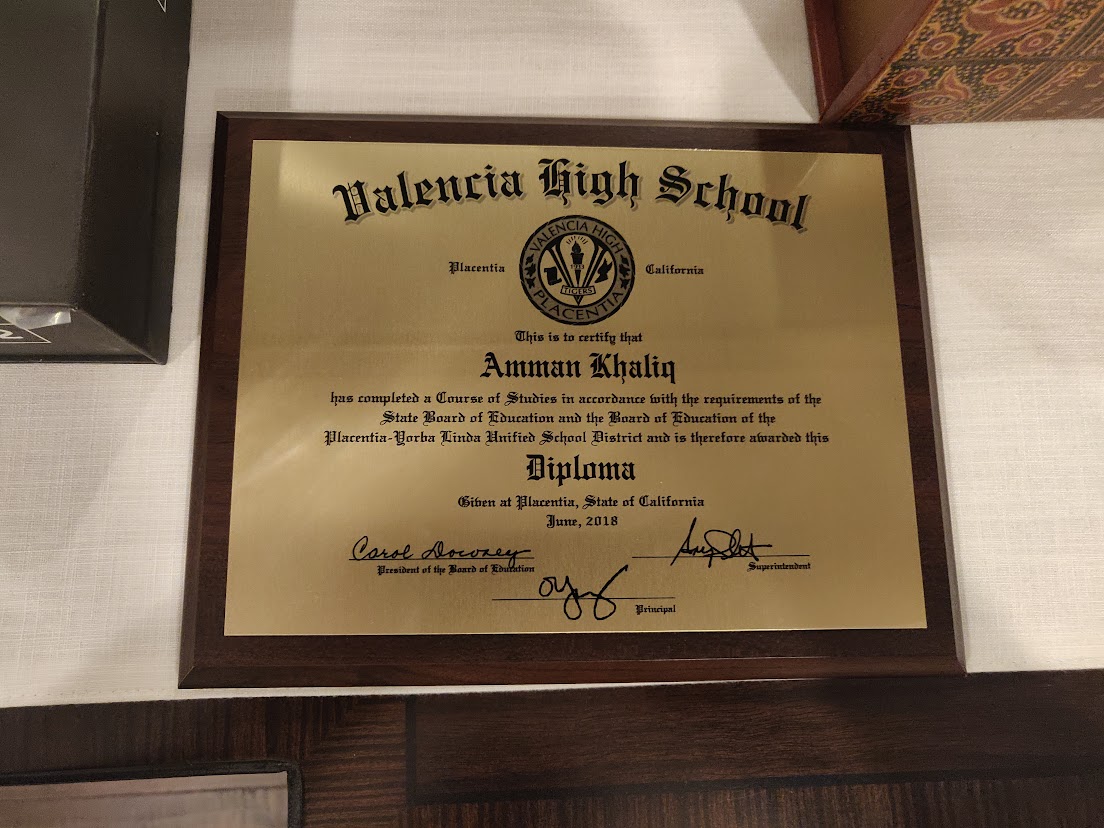 Valencia High School
VALENCIA HIGH
TIGERS
PLACENTIA
Placentia California
This is to certify that
Amman Khaliq
has completed a Course of Studies in accordance with the requirements of the
State Board of Education and the Board of Education of the
Placentia-Yorba Linda Unified School District and is therefore awarded this
Diploma
Given at Placentia, State of California
June, 2018
Carol Downey
President of the Board of Education
Superintendent
Principal